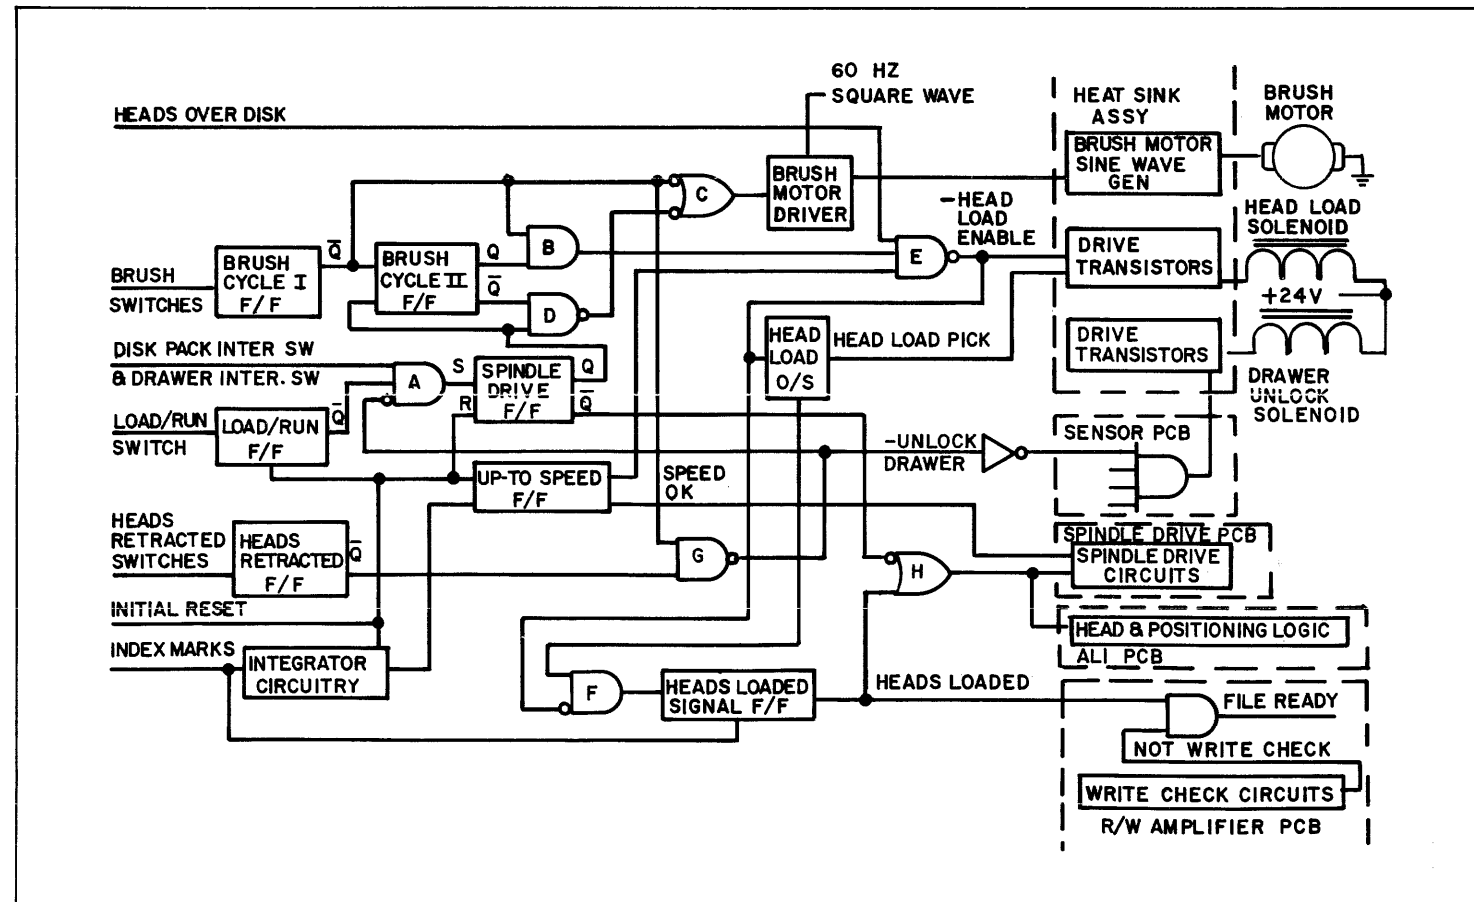 60 HZ
SQUARE WAVE
HEADS OVER DISK
HEAT SINK
ASSY
BRUSH
MOTOR
BRUSH MOTOR
SINE WAVE
GEN
BRUSH
MOTOR
DRIVER
C
-HEAD
LOAD
ENABLE
HEAD LOAD
SOLENOID
DRIVE
TRANSISTORS
+24V
BRUSH
SWITCHES
BRUSH
CYCLE I
F/F
Q̅
BRUSH
CYCLE II
F/F
Q
Q̅
B
D
E
HEAD
LOAD
O/S
HEAD LOAD PICK
DRIVE
TRANSISTORS
DRAWER
UNLOCK
SOLENOID
DISK PACK INTER SW
& DRAWER INTER. SW
A
S
R
SPINDLE
DRIVE
F/F
Q
Q̅
LOAD/RUN
SWITCH
LOAD/RUN
F/F
Q̅
-UNLOCK
DRAWER
SENSOR PCB
UP-TO SPEED
F/F
SPEED
OK
HEADS
RETRACTED
SWITCHES
HEADS
RETRACTED
F/F
Q̅
G
H
SPINDLE DRIVE PCB
SPINDLE DRIVE
CIRCUITS
INITIAL RESET
INDEX MARKS
INTEGRATOR
CIRCUITRY
HEAD & POSITIONING LOGIC
ALI PCB
F
HEADS LOADED
SIGNAL F/F
HEADS LOADED
FILE READY
NOT WRITE CHECK
WRITE CHECK CIRCUITS
R/W AMPLIFIER PCB